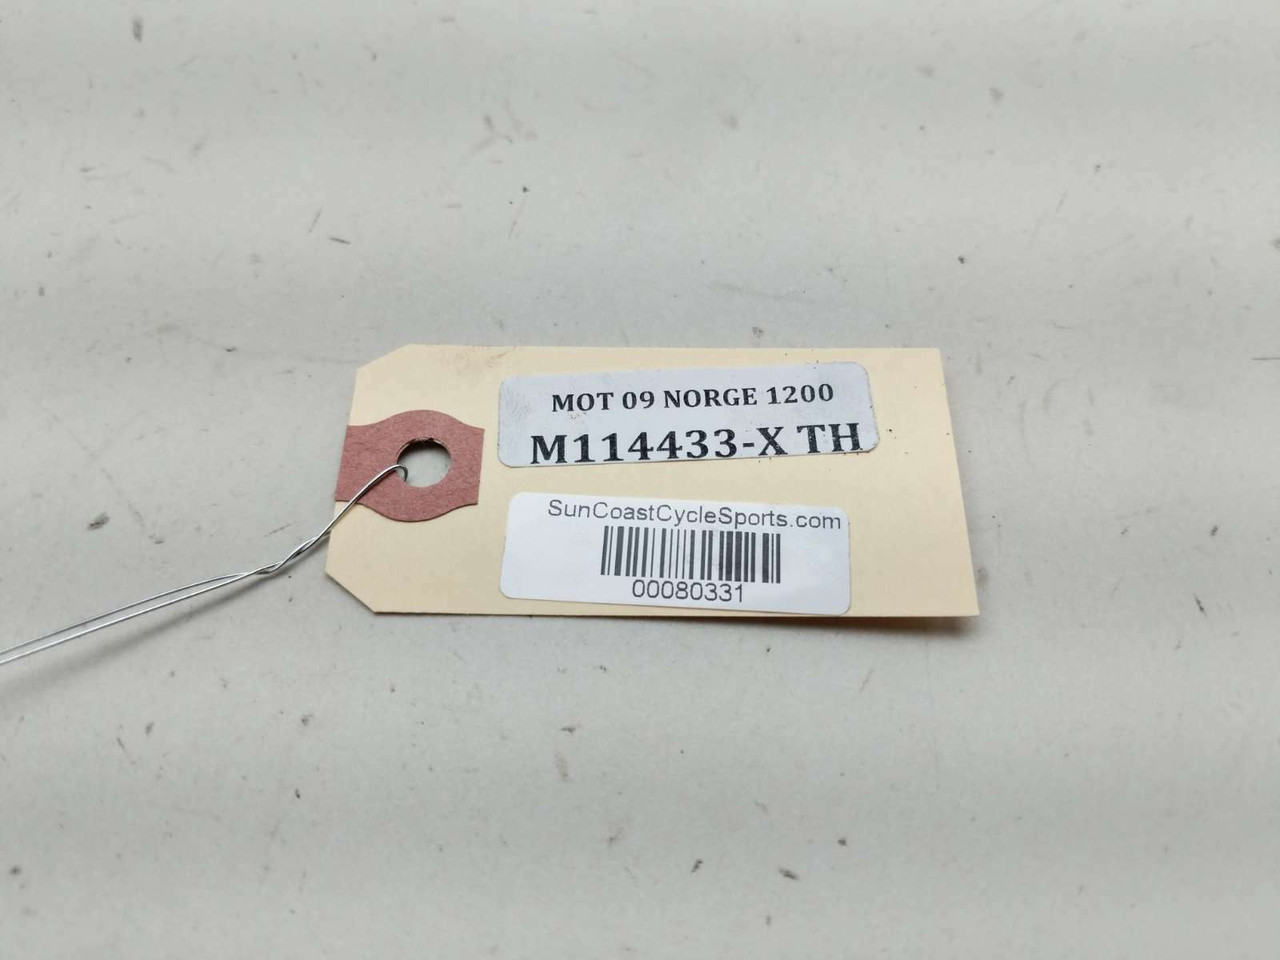 MOT 09 NORGE 1200
M114433-X TH
SunCoastCycleSports.com
00080331